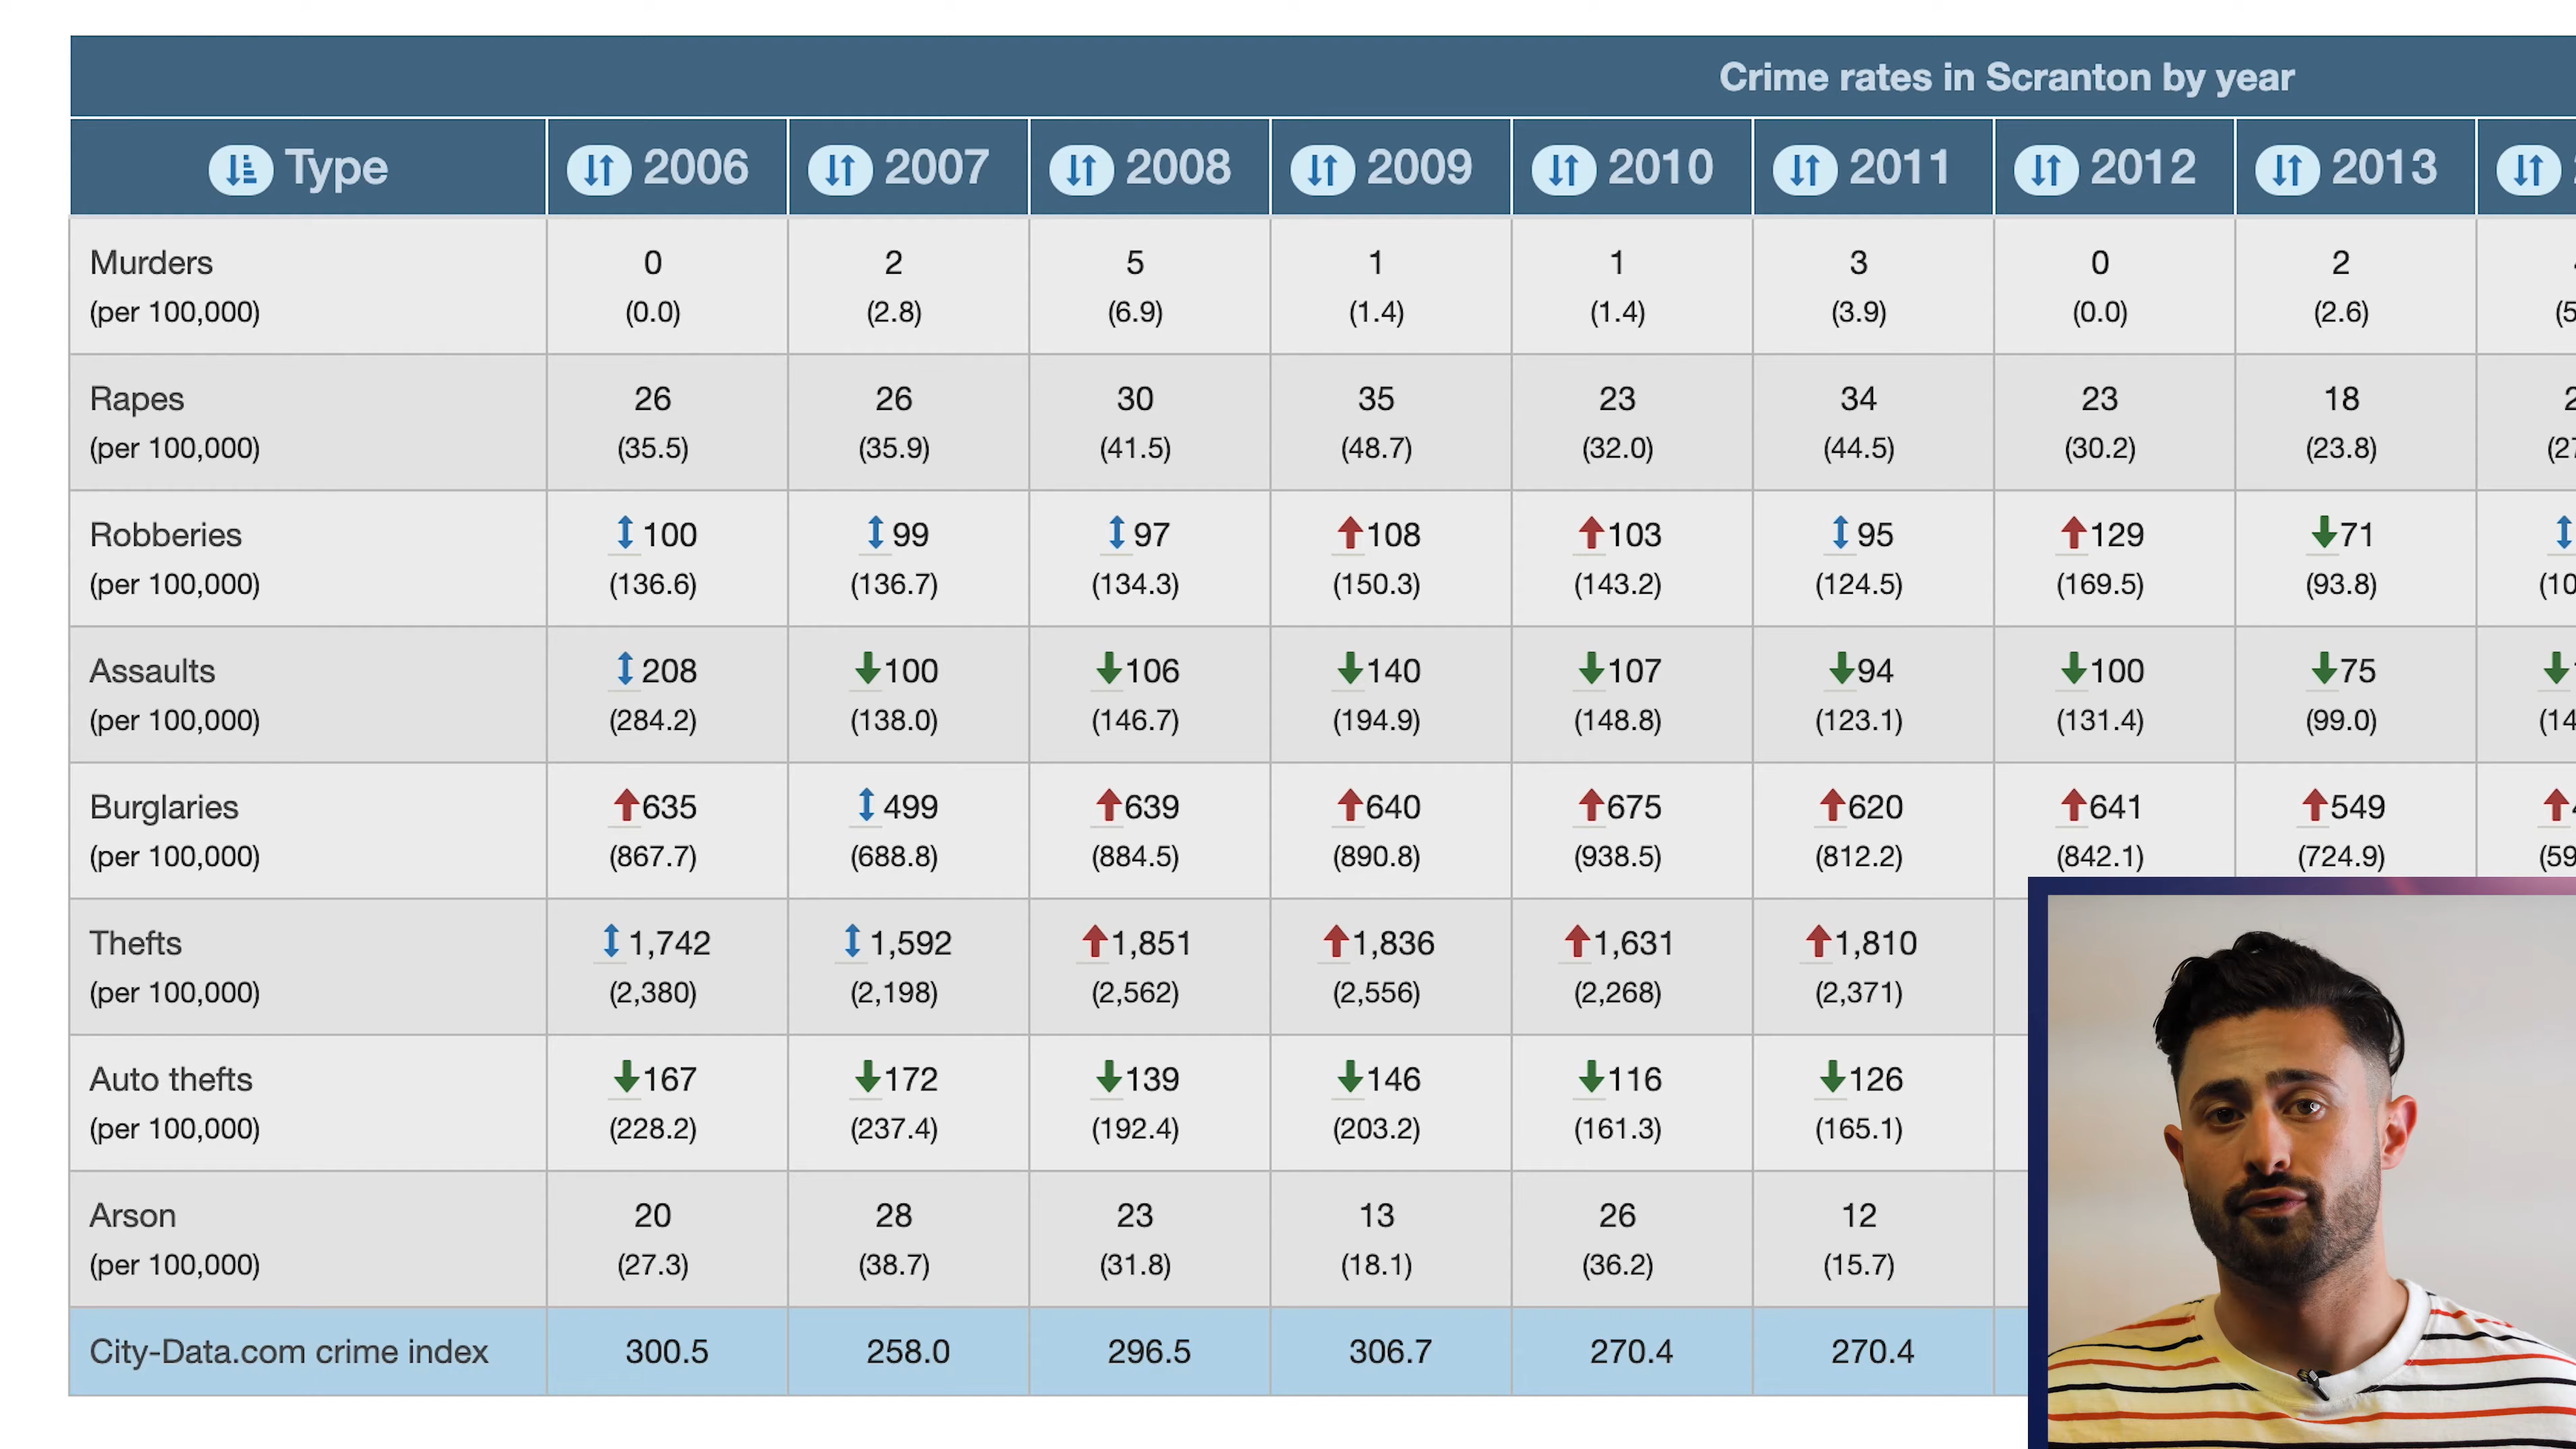 Crime rates in Scranton by year
Type 2006 2007 2008 2009 2010 2011 2012 2013
Murders 0 2 5 1 1 3 0 2
(per 100,000) (0.0) (2.8) (6.9) (1.4) (1.4) (3.9) (0.0) (2.6)
Rapes 26 26 30 35 23 34 23 18
(per 100,000) (35.5) (35.9) (41.5) (48.7) (32.0) (44.5) (30.2) (23.8)
Robberies 100 99 97 108 103 95 129 71
(per 100,000) (136.6) (136.7) (134.3) (150.3) (143.2) (124.5) (169.5) (93.8)
Assaults 208 100 106 140 107 94 100 75
(per 100,000) (284.2) (138.0) (146.7) (194.9) (148.8) (123.1) (131.4) (99.0)
Burglaries 635 499 639 640 675 620 641 549
(per 100,000) (867.7) (688.8) (884.5) (890.8) (938.5) (812.2) (842.1) (724.9)
Thefts 1,742 1,592 1,851 1,836 1,631 1,810
(per 100,000) (2,380) (2,198) (2,562) (2,556) (2,268) (2,371)
Auto thefts 167 172 139 146 116 126
(per 100,000) (228.2) (237.4) (192.4) (203.2) (161.3) (165.1)
Arson 20 28 23 13 26 12
(per 100,000) (27.3) (38.7) (31.8) (18.1) (36.2) (15.7)
City-Data.com crime index 300.5 258.0 296.5 306.7 270.4 270.4